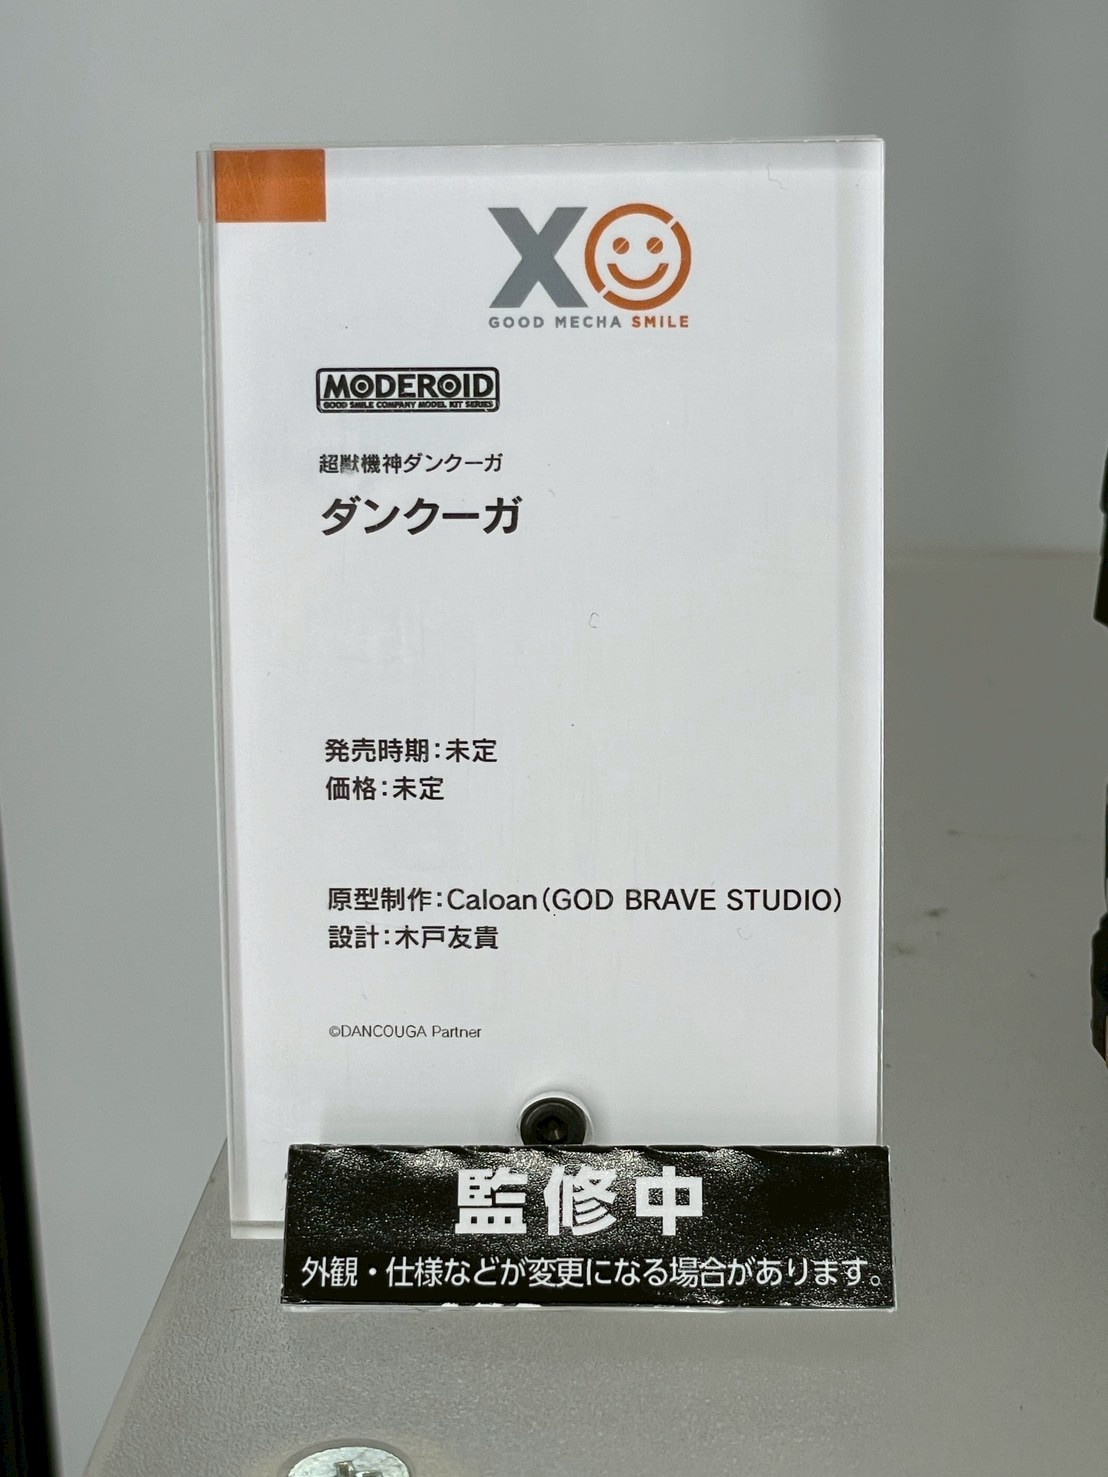 XO
GOOD MECHA SMILE
MODEROID
GOOD SMILE COMPANY MODEL KIT SERIES
超獣機神ダンクーガ
ダンクーガ
発売時期：未定
価格：未定
原型制作：Caloan（GOD BRAVE STUDIO）
設計：木戸友貴
©DANCOUGA Partner
監修中
外観・仕様などが変更になる場合があります。